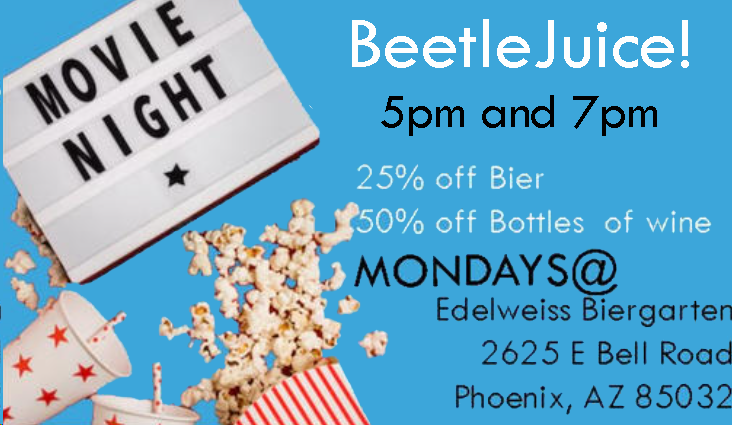 MOVIE
NIGHT
BeetleJuice!
5pm and 7pm
25% off Bier
50% off Bottles of wine
MONDAYS@
Edelweiss Biergarten
2625 E Bell Road
Phoenix, AZ 85032